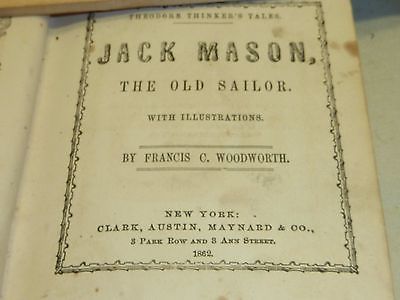 THEODORE THINKER'S TALES.
JACK MASON,
THE OLD SAILOR.
WITH ILLUSTRATIONS.
BY FRANCIS C. WOODWORTH.
NEW YORK:
CLARK, AUSTIN, MAYNARD & CO.,
3 PARK ROW AND 3 ANN STREET.
1862.